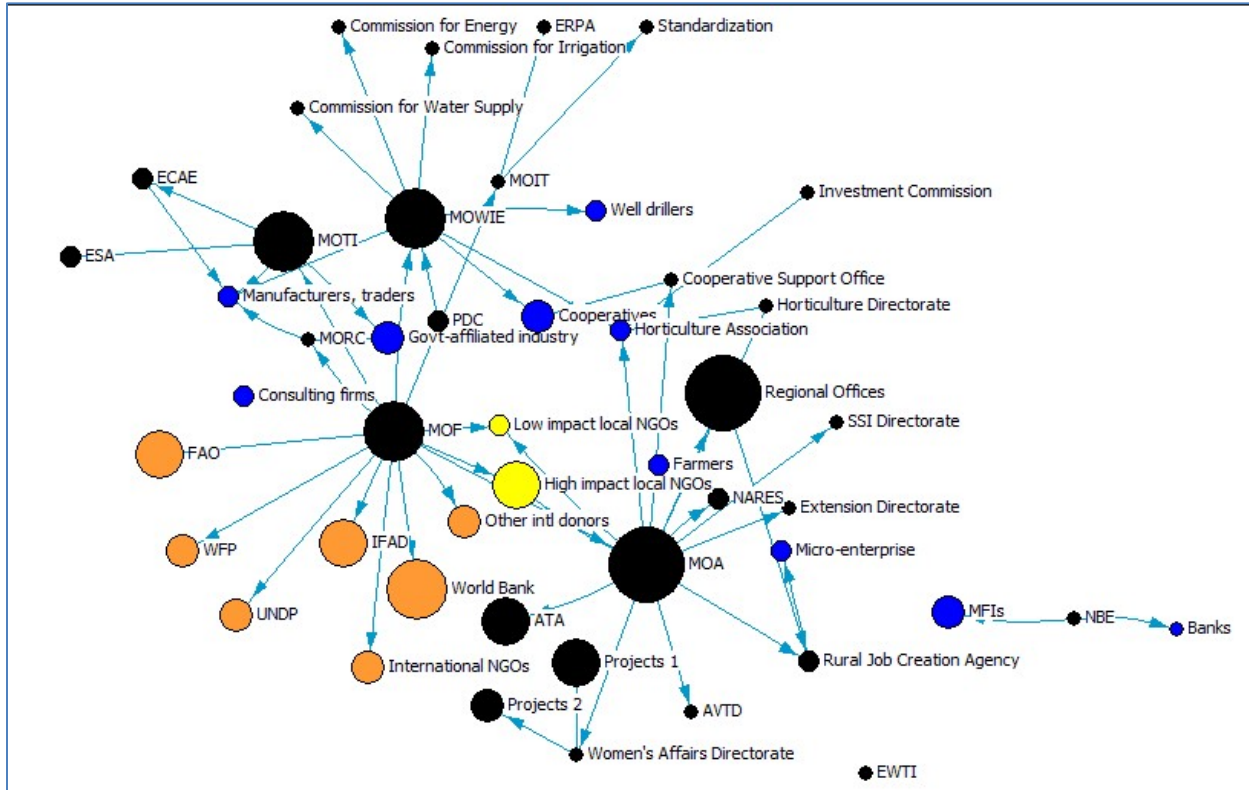 Commission for Energy
ERPA
Standardization
Commission for Irrigation
Commission for Water Supply
ECAE
MOIT
Investment Commission
Well drillers
MOWIE
MOTI
ESA
Cooperative Support Office
Manufacturers, traders
Horticulture Directorate
Cooperatives
PDC
Horticulture Association
Govt-affiliated industry
MORC
Regional Offices
Consulting firms
Low impact local NGOs
SSI Directorate
MOF
FAO
Farmers
High impact local NGOs
NARES
Extension Directorate
Other intl donors
IFAD
WFP
Micro-enterprise
MOA
World Bank
MFIs
UNDP
ATA
NBE
Banks
Projects 1
Rural Job Creation Agency
International NGOs
Projects 2
AVTD
Women's Affairs Directorate
EWTI